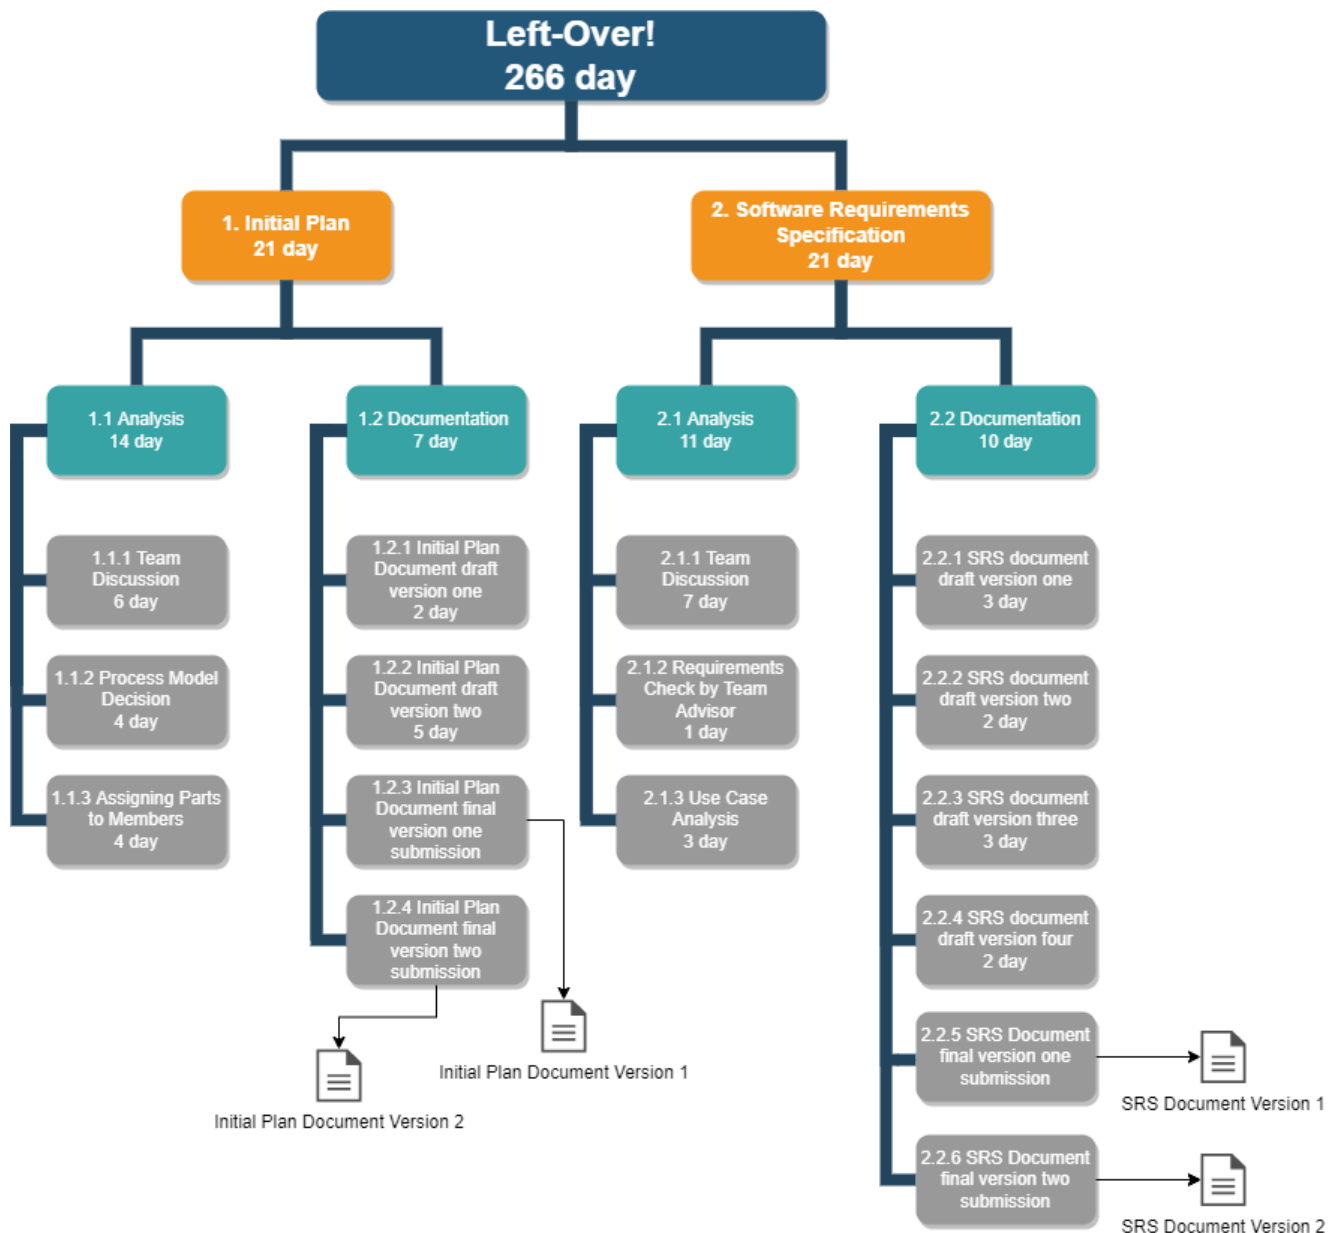 Left-Over!
266 day
1. Initial Plan
21 day
2. Software Requirements
Specification
21 day
1.1 Analysis
14 day
1.2 Documentation
7 day
2.1 Analysis
11 day
2.2 Documentation
10 day
1.1.1 Team
Discussion
6 day
1.1.2 Process Model
Decision
4 day
1.1.3 Assigning Parts
to Members
4 day
1.2.1 Initial Plan
Document draft
version one
2 day
1.2.2 Initial Plan
Document draft
version two
5 day
1.2.3 Initial Plan
Document final
version one
submission
1.2.4 Initial Plan
Document final
version two
submission
Initial Plan Document Version 1
Initial Plan Document Version 2
2.1.1 Team
Discussion
7 day
2.1.2 Requirements
Check by Team
Advisor
1 day
2.1.3 Use Case
Analysis
3 day
2.2.1 SRS document
draft version one
3 day
2.2.2 SRS document
draft version two
2 day
2.2.3 SRS document
draft version three
3 day
2.2.4 SRS document
draft version four
2 day
2.2.5 SRS Document
final version one
submission
SRS Document Version 1
2.2.6 SRS Document
final version two
submission
SRS Document Version 2